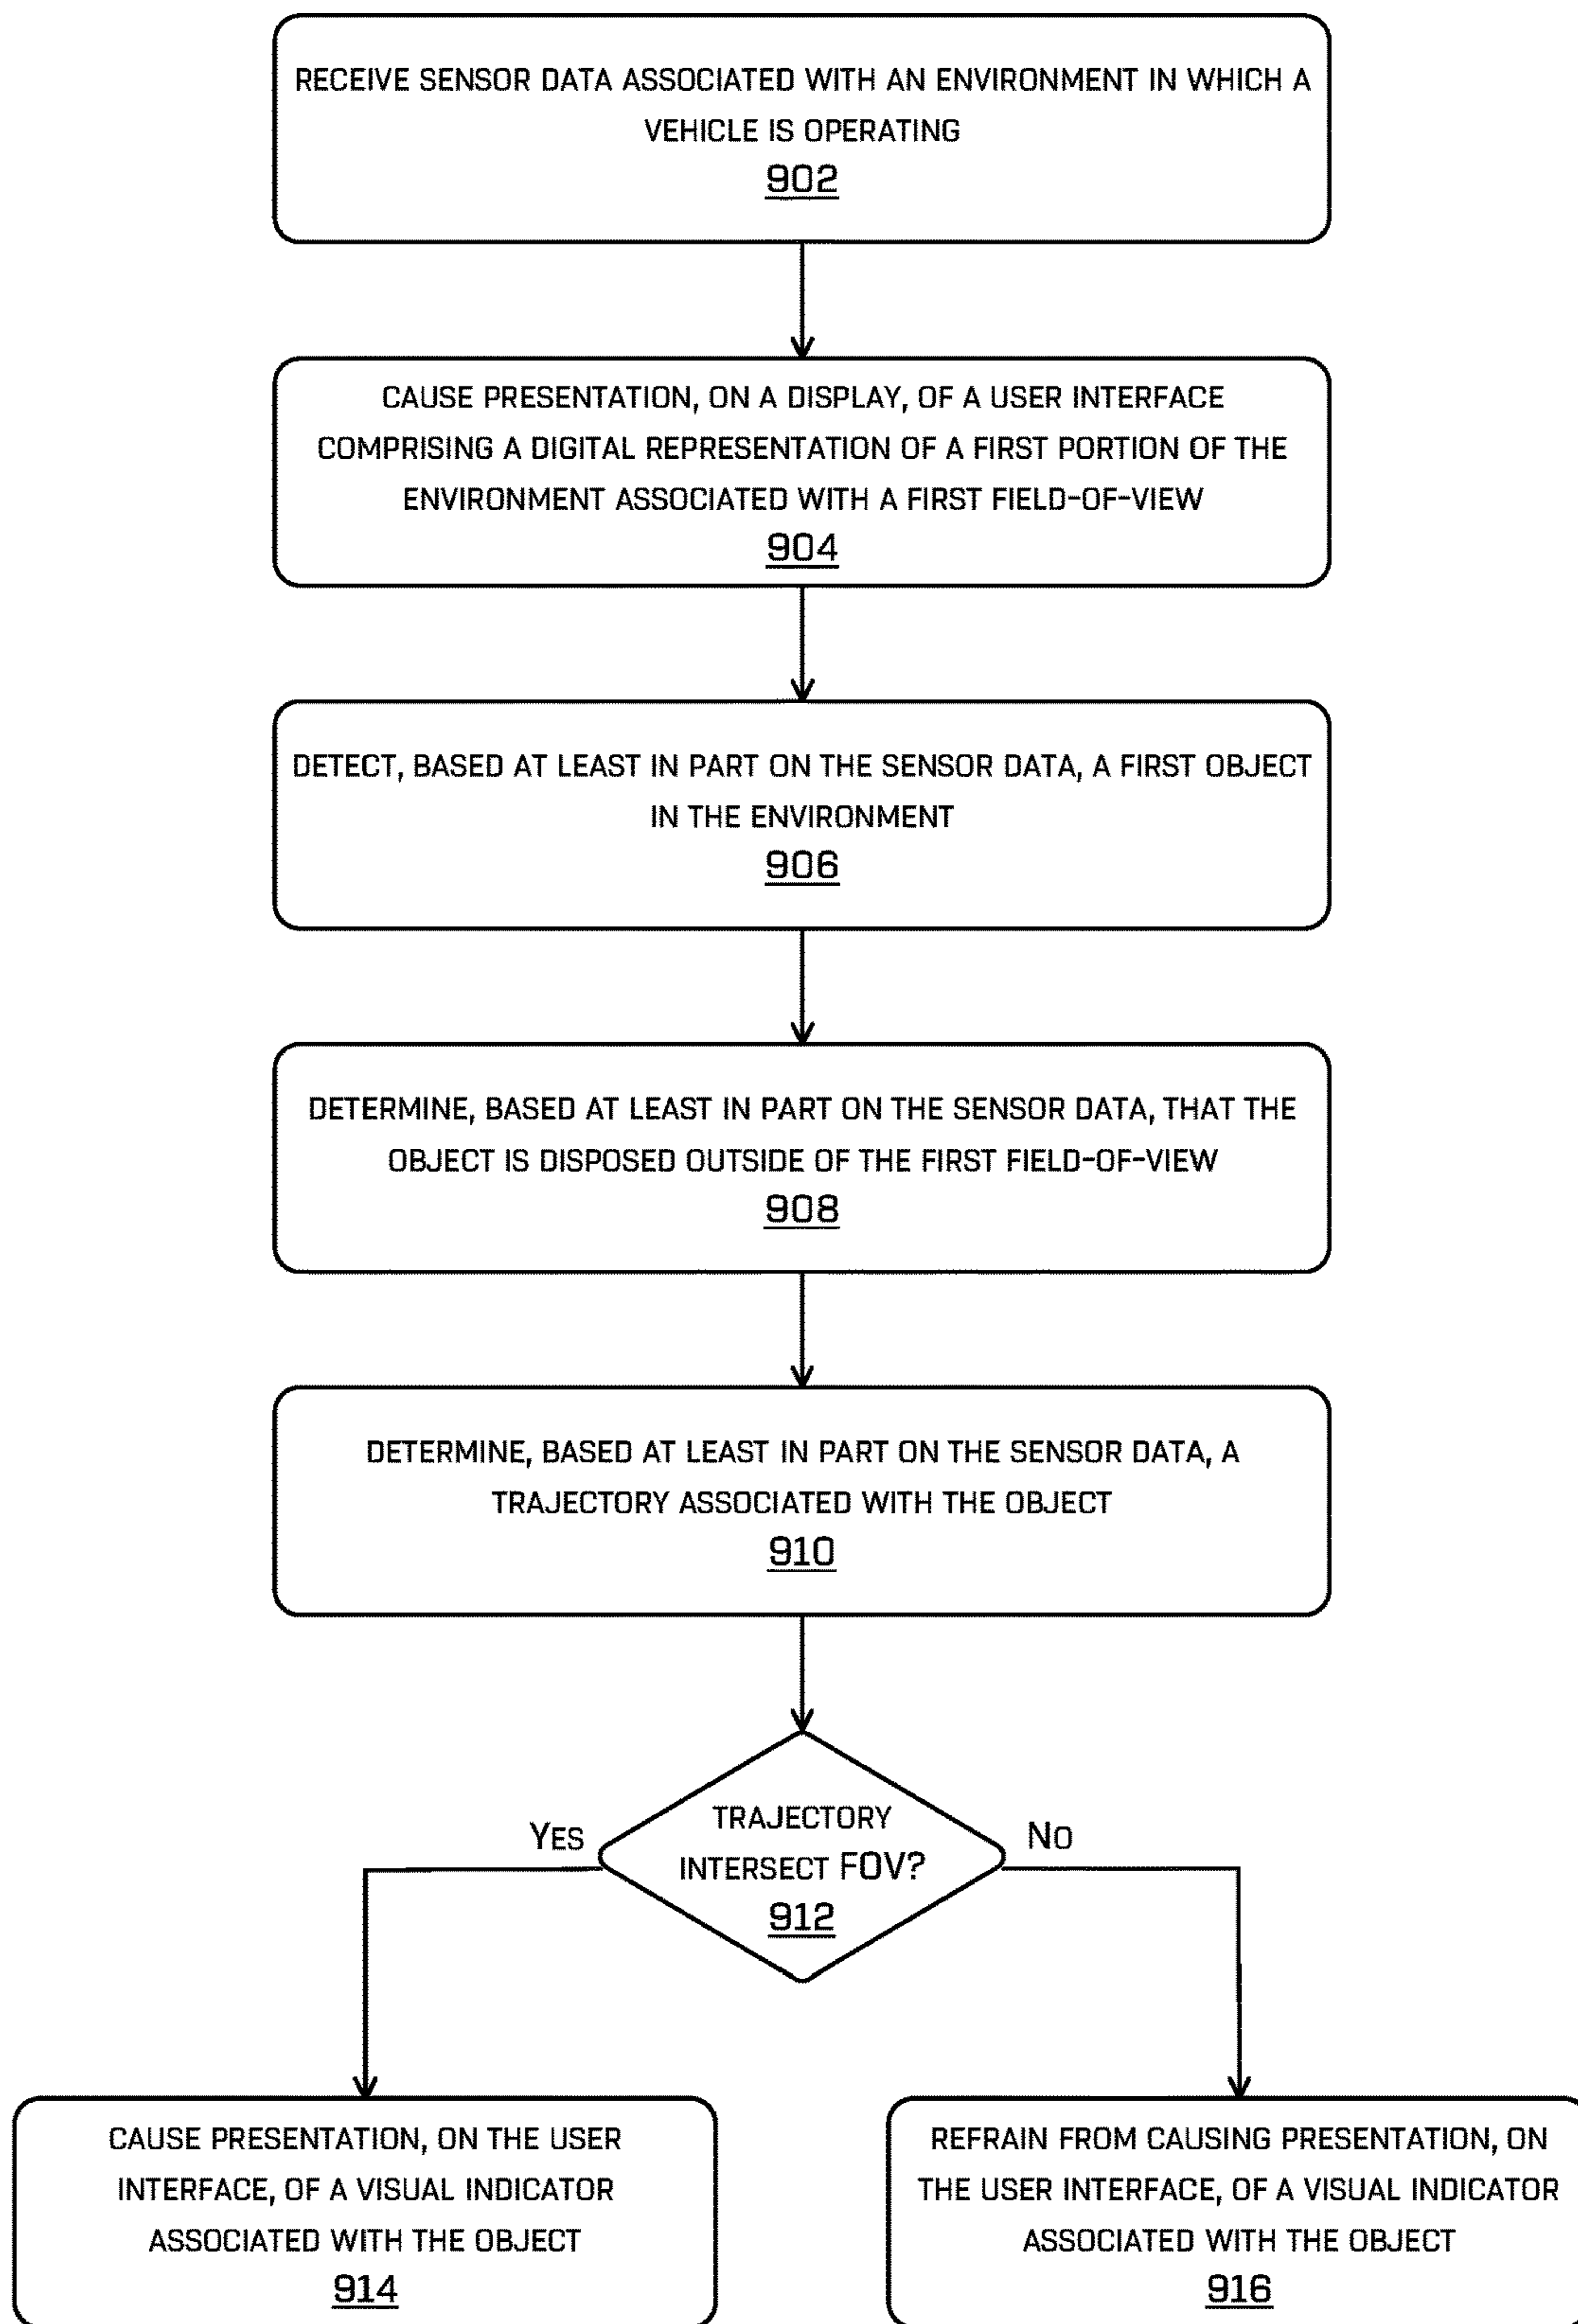 RECEIVE SENSOR DATA ASSOCIATED WITH AN ENVIRONMENT IN WHICH A
VEHICLE IS OPERATING
902
CAUSE PRESENTATION, ON A DISPLAY, OF A USER INTERFACE
COMPRISING A DIGITAL REPRESENTATION OF A FIRST PORTION OF THE
ENVIRONMENT ASSOCIATED WITH A FIRST FIELD-OF-VIEW
904
DETECT, BASED AT LEAST IN PART ON THE SENSOR DATA, A FIRST OBJECT
IN THE ENVIRONMENT
906
DETERMINE, BASED AT LEAST IN PART ON THE SENSOR DATA, THAT THE
OBJECT IS DISPOSED OUTSIDE OF THE FIRST FIELD-OF-VIEW
908
DETERMINE, BASED AT LEAST IN PART ON THE SENSOR DATA, A
TRAJECTORY ASSOCIATED WITH THE OBJECT
910
TRAJECTORY
INTERSECT FOV?
912
YES
NO
CAUSE PRESENTATION, ON THE USER
INTERFACE, OF A VISUAL INDICATOR
ASSOCIATED WITH THE OBJECT
914
REFRAIN FROM CAUSING PRESENTATION, ON
THE USER INTERFACE, OF A VISUAL INDICATOR
ASSOCIATED WITH THE OBJECT
916